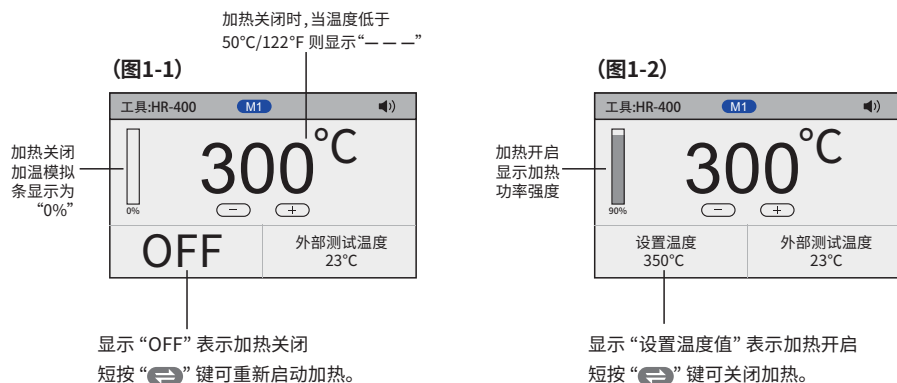 加热关闭时,当温度低于
50℃/122℉ 则显示“— — —”
(图1-1)
工具:HR-400
M1
300℃
0%
OFF
外部测试温度
23℃
加热关闭
加温模拟
条显示为
“0%”
显示 “OFF” 表示加热关闭
短按 “⇌” 键可重新启动加热。
(图1-2)
工具:HR-400
M1
300℃
90%
设置温度
350℃
外部测试温度
23℃
加热开启
显示加热
功率强度
显示 “设置温度值” 表示加热开启
短按 “⇌” 键可关闭加热。